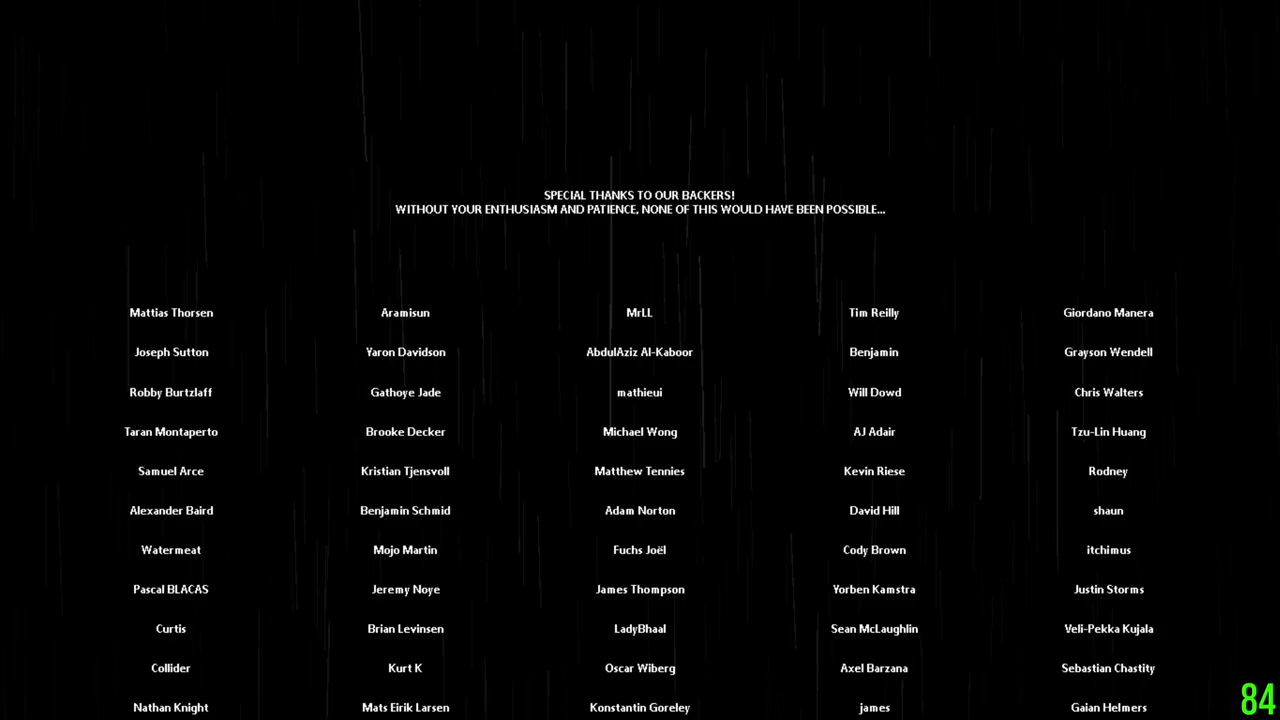 SPECIAL THANKS TO OUR BACKERS!
WITHOUT YOUR ENTHUSIASM AND PATIENCE, NONE OF THIS WOULD HAVE BEEN POSSIBLE...
Mattias Thorsen Aramisun MrLL Tim Reilly Giordano Manera
Joseph Sutton Yaron Davidson AbdulAziz Al-Kaboor Benjamin Grayson Wendell
Robby Burtzlaff Gathoye Jade mathieui Will Dowd Chris Walters
Taran Montaperto Brooke Decker Michael Wong AJ Adair Tzu-Lin Huang
Samuel Arce Kristian Tjensvoll Matthew Tennies Kevin Riese Rodney
Alexander Baird Benjamin Schmid Adam Norton David Hill shaun
Watermeat Mojo Martin Fuchs Joël Cody Brown itchimus
Pascal BLACAS Jeremy Noye James Thompson Yorben Kamstra Justin Storms
Curtis Brian Levinsen LadyBhaal Sean McLaughlin Veli-Pekka Kujala
Collider Kurt K Oscar Wiberg Axel Barzana Sebastian Chastity
Nathan Knight Mats Eirik Larsen Konstantin Goreley james Gaian Helmers
84